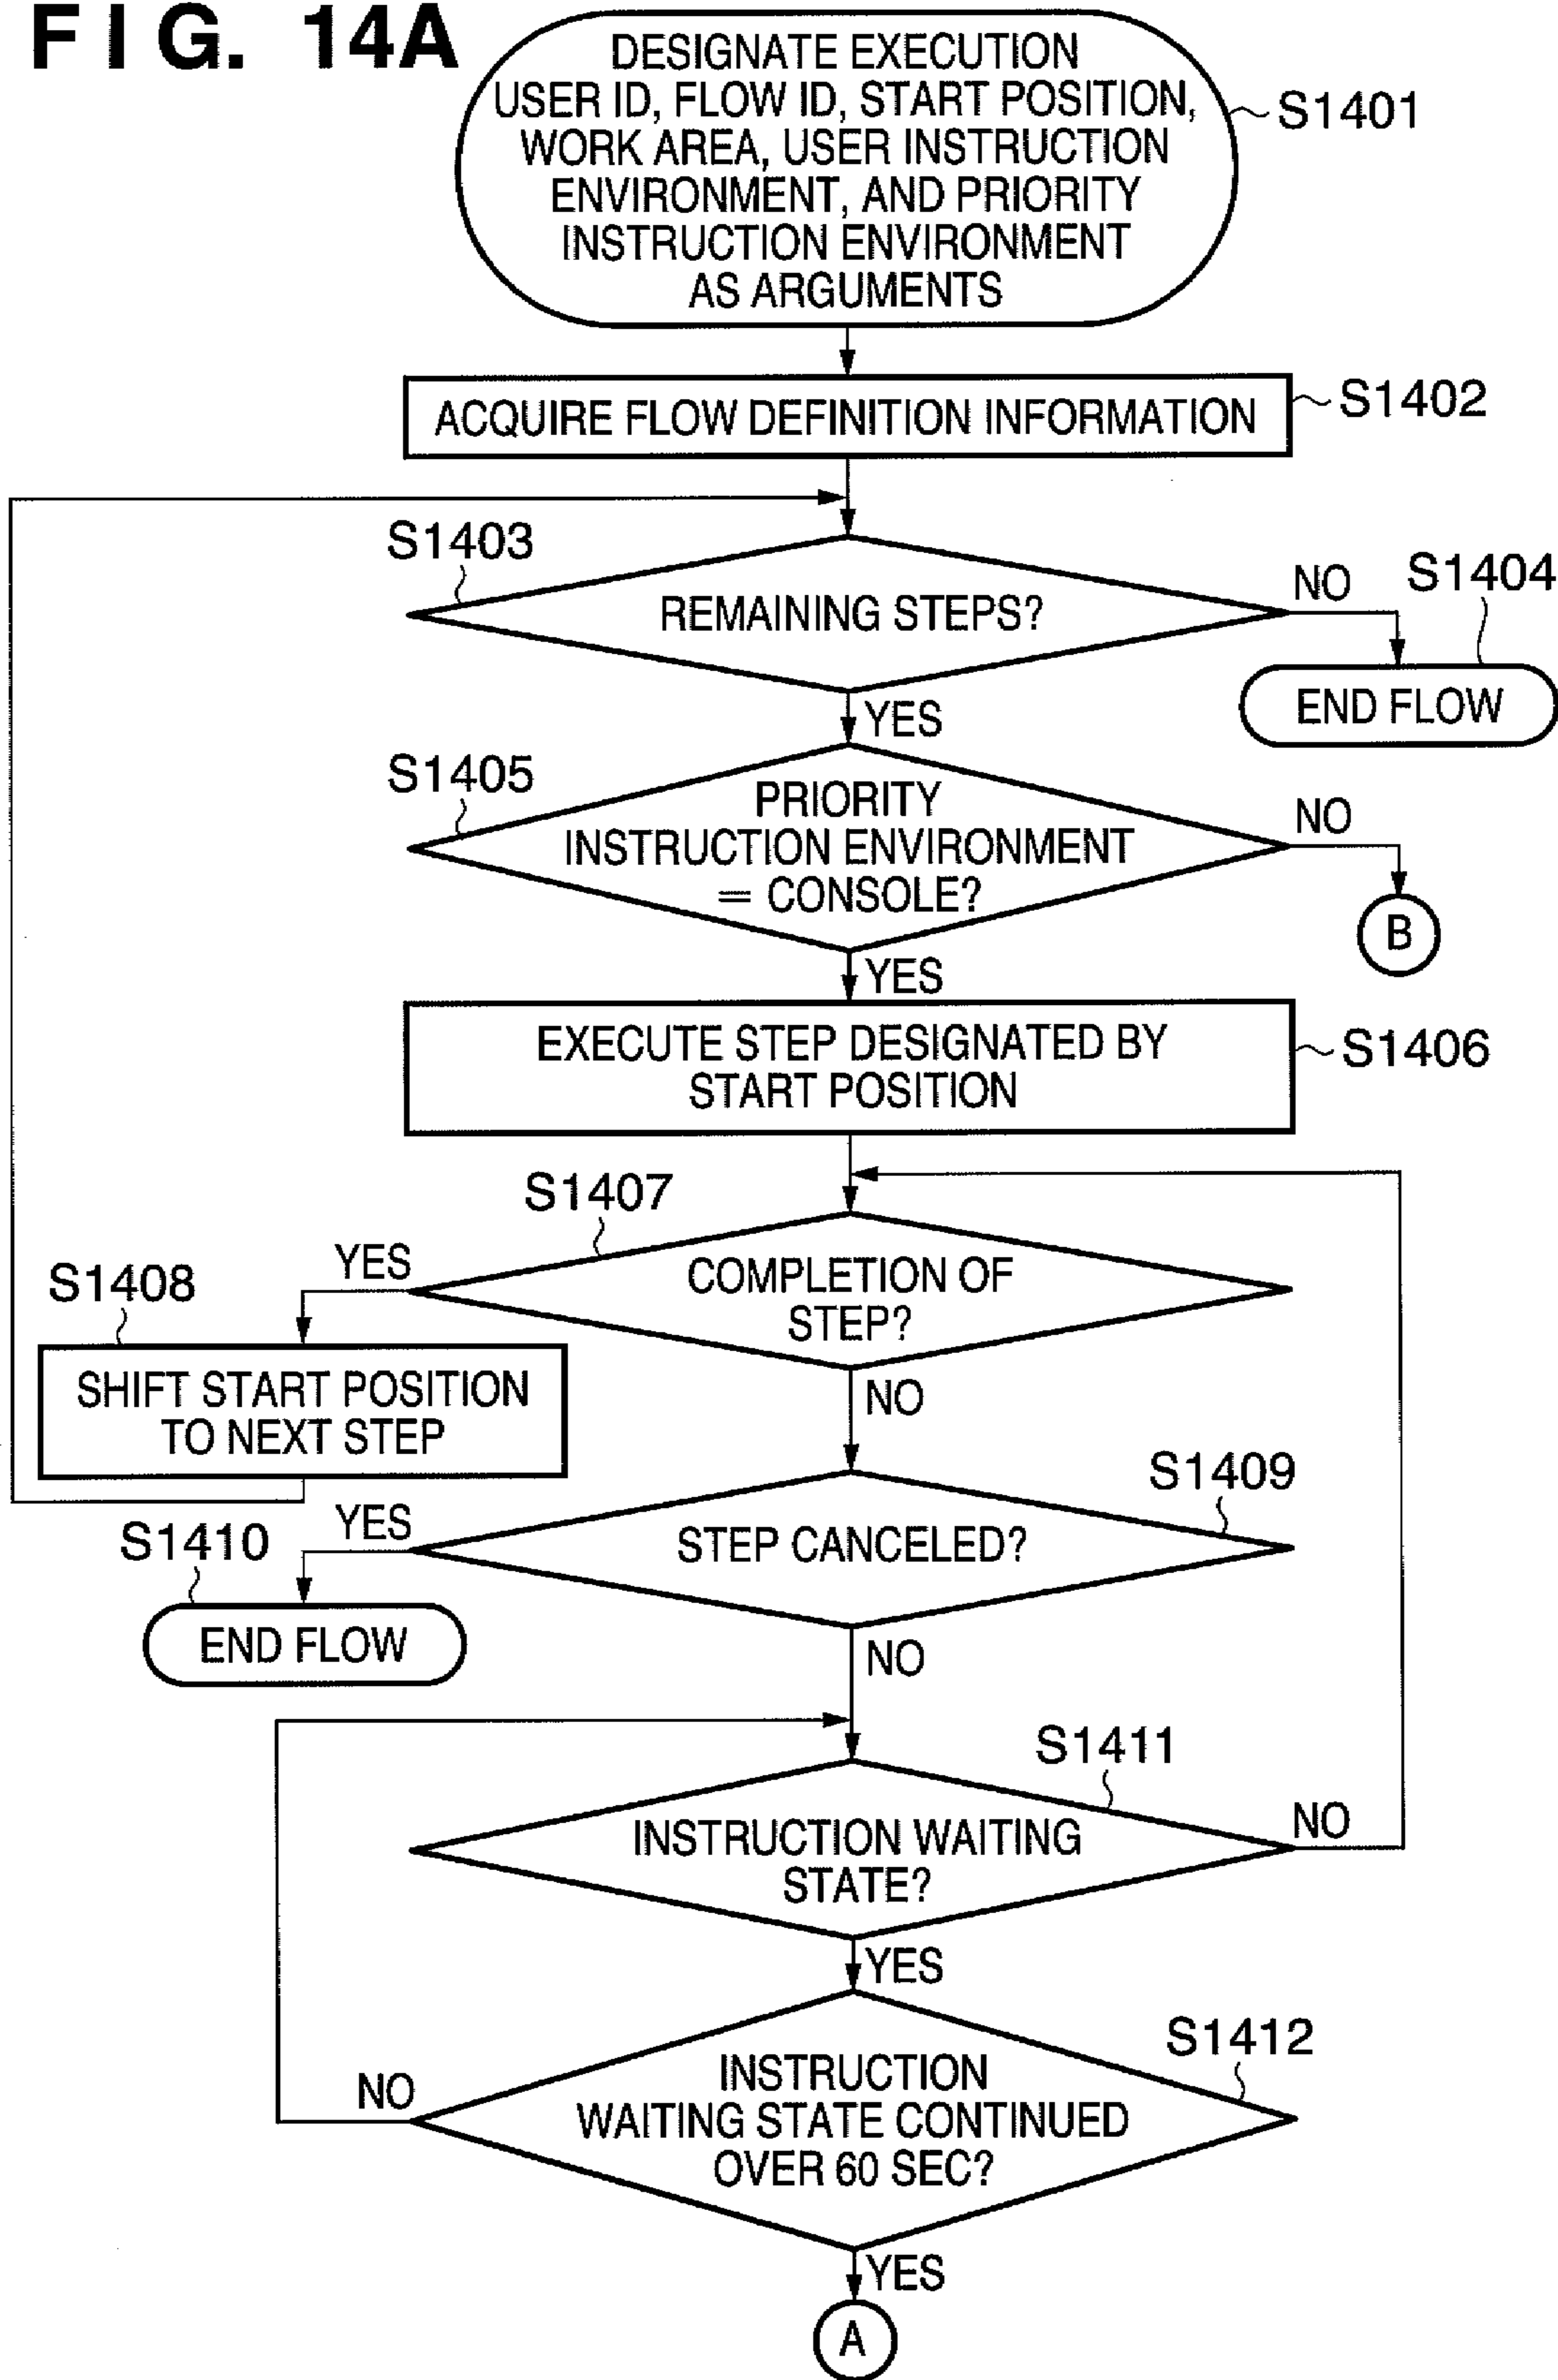 FIG. 14A
DESIGNATE EXECUTION
USER ID, FLOW ID, START POSITION,
WORK AREA, USER INSTRUCTION
ENVIRONMENT, AND PRIORITY
INSTRUCTION ENVIRONMENT
AS ARGUMENTS
S1401
ACQUIRE FLOW DEFINITION INFORMATION
S1402
S1403
REMAINING STEPS?
NO
S1404
END FLOW
YES
S1405
PRIORITY
INSTRUCTION ENVIRONMENT
= CONSOLE?
NO
B
YES
EXECUTE STEP DESIGNATED BY
START POSITION
S1406
S1407
COMPLETION OF
STEP?
YES
S1408
SHIFT START POSITION
TO NEXT STEP
NO
S1409
STEP CANCELED?
YES
S1410
END FLOW
NO
S1411
INSTRUCTION WAITING
STATE?
NO
YES
S1412
INSTRUCTION
WAITING STATE CONTINUED
OVER 60 SEC?
NO
YES
A